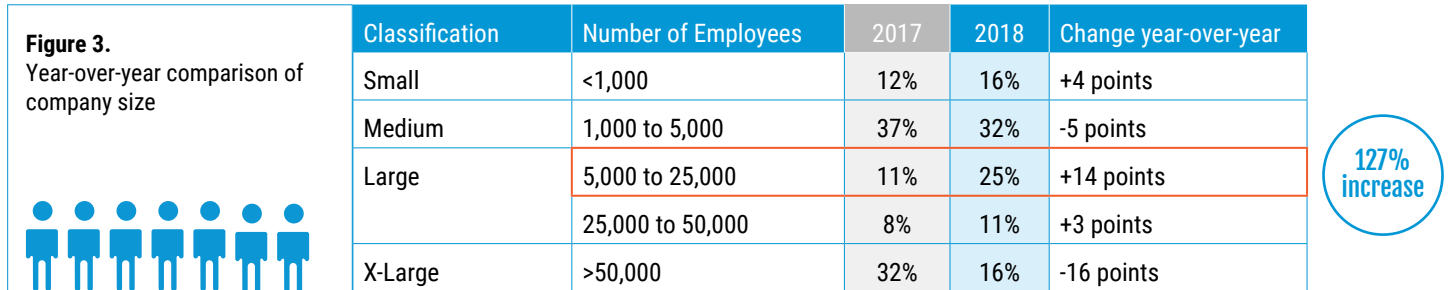 Figure 3.
Year-over-year comparison of
company size
Classification Number of Employees 2017 2018 Change year-over-year
Small <1,000 12% 16% +4 points
Medium 1,000 to 5,000 37% 32% -5 points
Large 5,000 to 25,000 11% 25% +14 points
25,000 to 50,000 8% 11% +3 points
X-Large >50,000 32% 16% -16 points
127%
increase